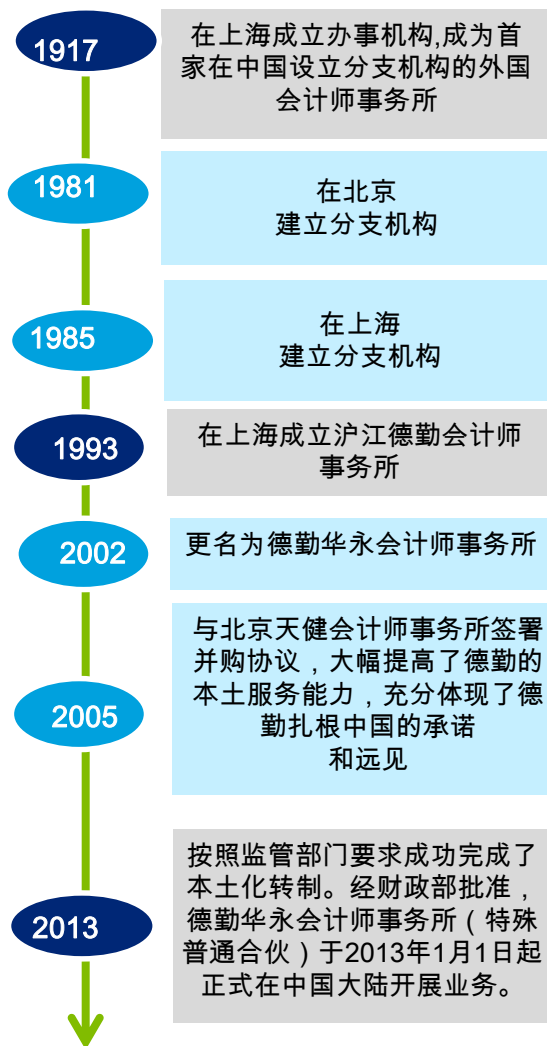 1917
在上海成立办事机构,成为首
家在中国设立分支机构的外国
会计师事务所
1981
在北京
建立分支机构
1985
在上海
建立分支机构
1993
在上海成立沪江德勤会计师
事务所
2002
更名为德勤华永会计师事务所
2005
与北京天健会计师事务所签署
并购协议，大幅提高了德勤的
本土服务能力，充分体现了德
勤扎根中国的承诺
和远见
2013
按照监管部门要求成功完成了
本土化转制。经财政部批准，
德勤华永会计师事务所（特殊
普通合伙）于2013年1月1日起
正式在中国大陆开展业务。